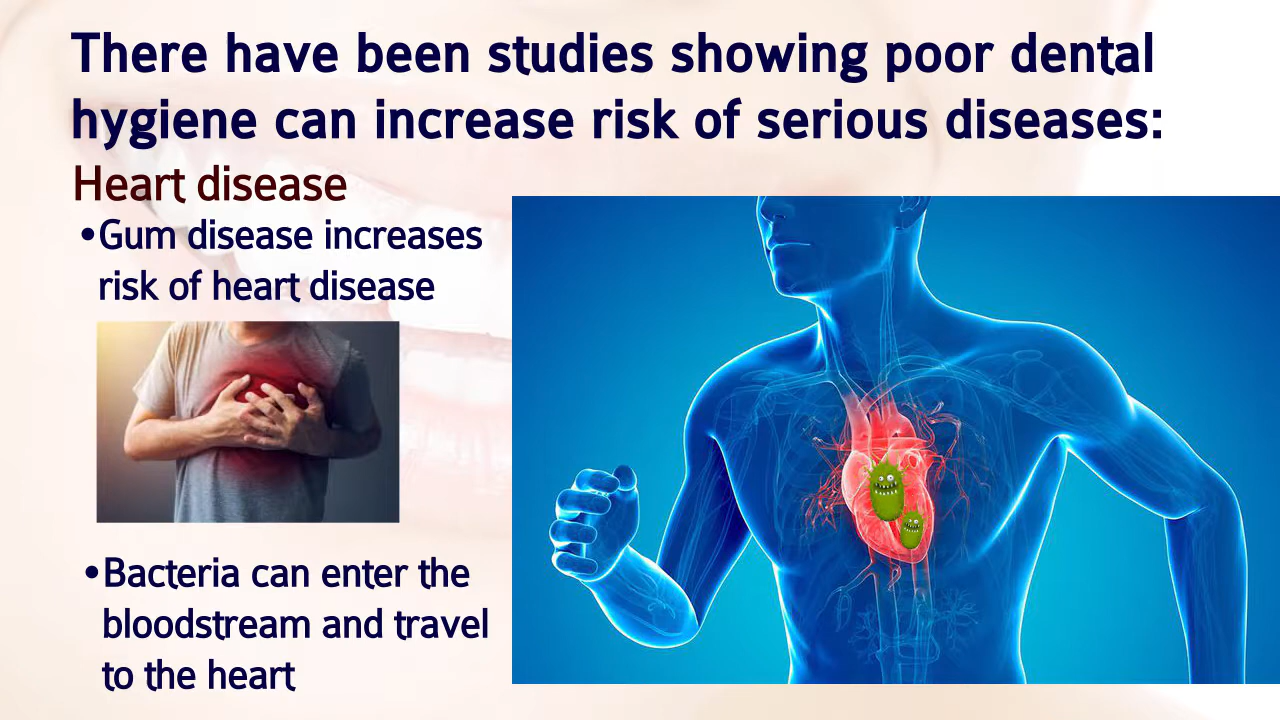 There have been studies showing poor dental
hygiene can increase risk of serious diseases:
Heart disease
•Gum disease increases
risk of heart disease
•Bacteria can enter the
bloodstream and travel
to the heart